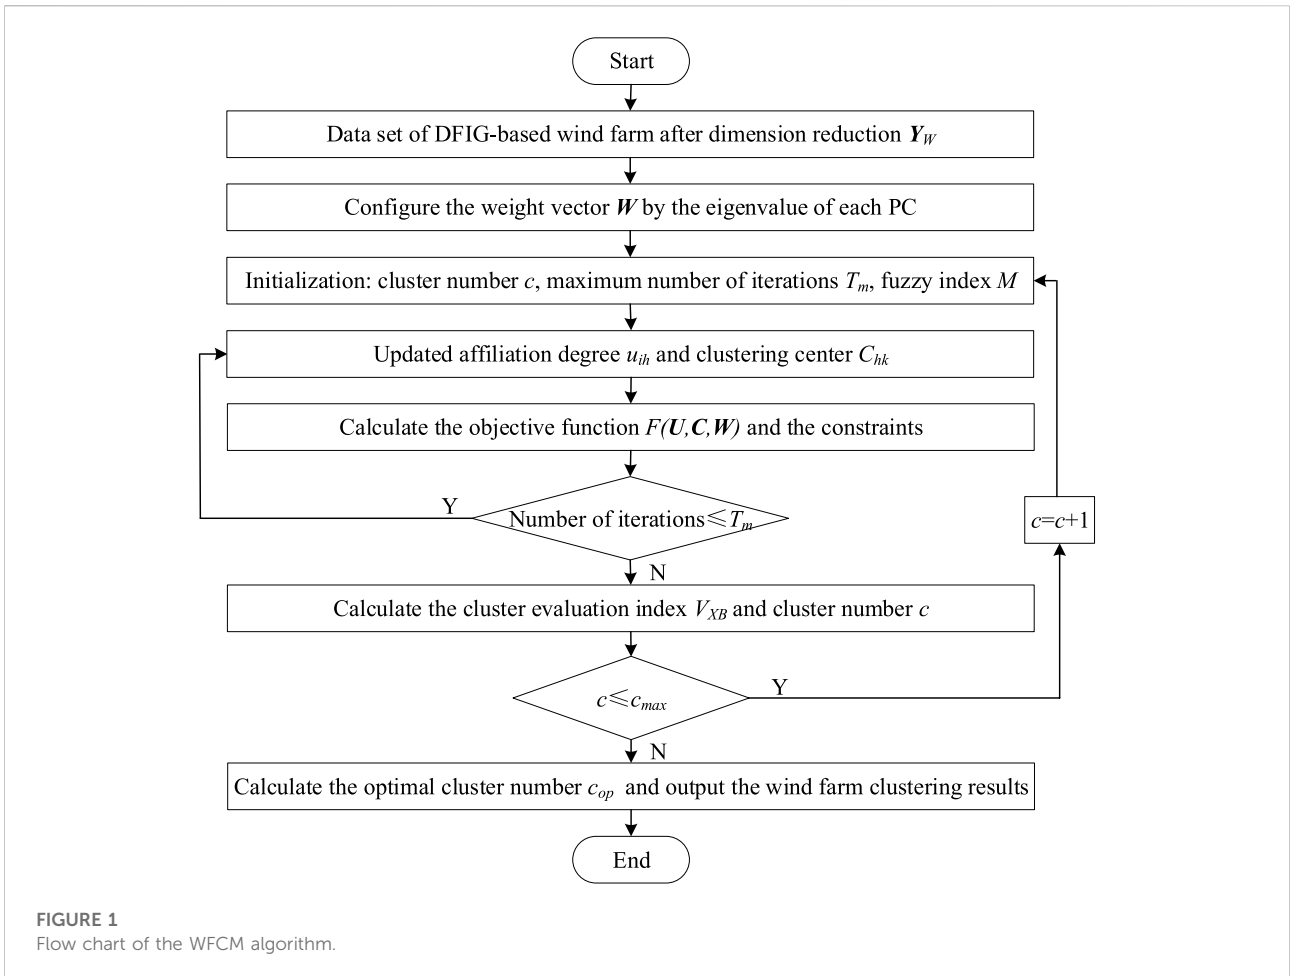 Start
Data set of DFIG-based wind farm after dimension reduction Y_W
Configure the weight vector W by the eigenvalue of each PC
Initialization: cluster number c, maximum number of iterations T_m, fuzzy index M
Updated affiliation degree u_ih and clustering center C_hk
Calculate the objective function F(U,C,W) and the constraints
Y
Number of iterations≤T_m
c=c+1
N
Calculate the cluster evaluation index V_XB and cluster number c
Y
c≤c_max
N
Calculate the optimal cluster number c_op and output the wind farm clustering results
End
FIGURE 1
Flow chart of the WFCM algorithm.